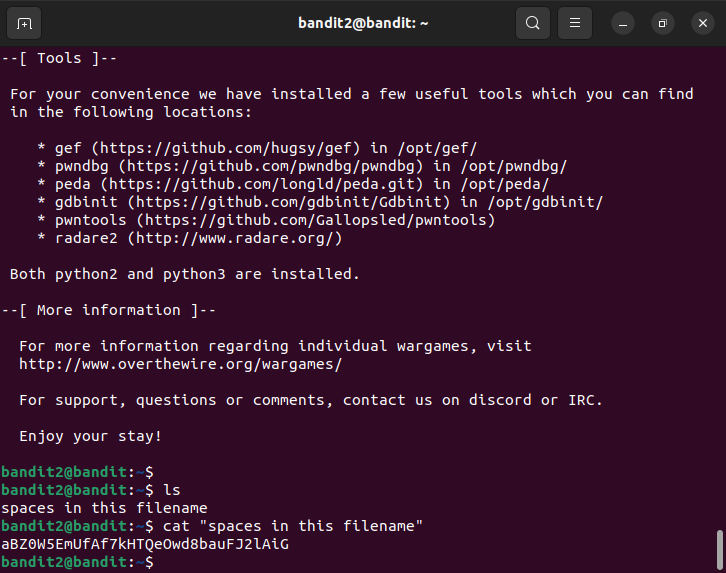 bandit2@bandit: ~
--[ Tools ]--
For your convenience we have installed a few useful tools which you can find
in the following locations:
* gef (https://github.com/hugsy/gef) in /opt/gef/
* pwndbg (https://github.com/pwndbg/pwndbg) in /opt/pwndbg/
* peda (https://github.com/longld/peda.git) in /opt/peda/
* gdbinit (https://github.com/gdbinit/Gdbinit) in /opt/gdbinit/
* pwntools (https://github.com/Gallopsled/pwntools)
* radare2 (http://www.radare.org/)
Both python2 and python3 are installed.
--[ More information ]--
For more information regarding individual wargames, visit
http://www.overthewire.org/wargames/
For support, questions or comments, contact us on discord or IRC.
Enjoy your stay!
bandit2@bandit:~$
bandit2@bandit:~$ ls
spaces in this filename
bandit2@bandit:~$ cat "spaces in this filename"
aBZ0W5EmUfAf7kHTQeOwd8bauFJ2lAiG
bandit2@bandit:~$